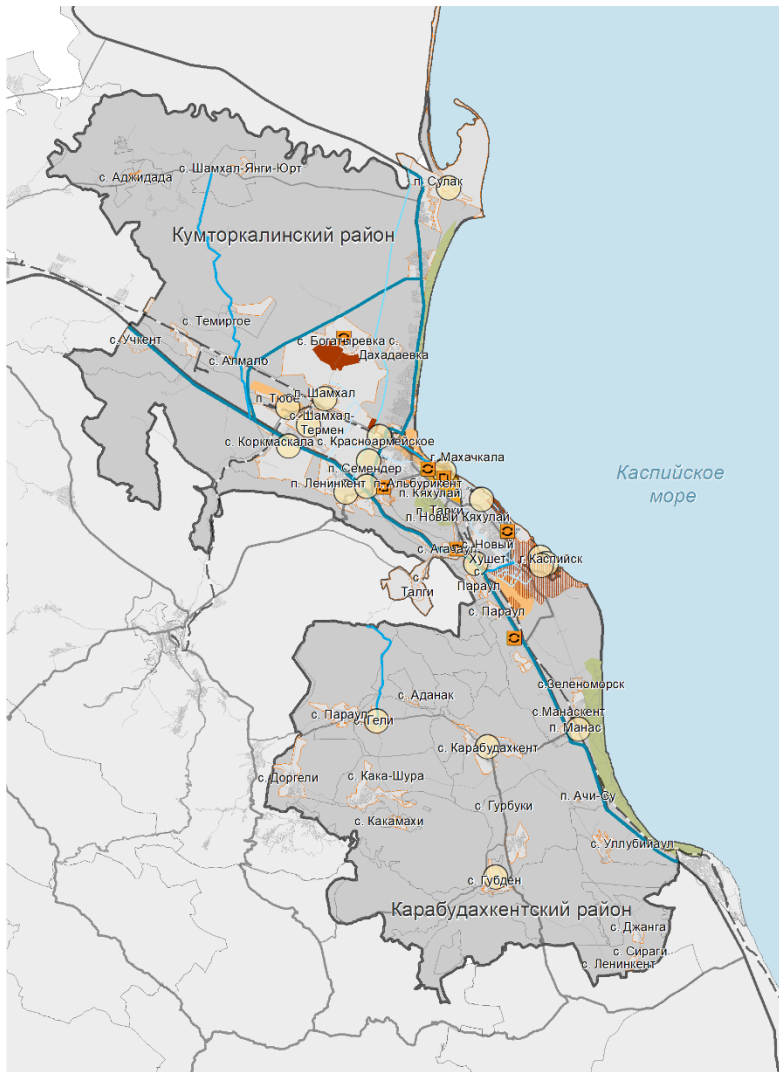 п. Сулак
с. Шамхал-Янги-Юрт
с. Аджидада
Кумторкалинский район
с. Темиргое
с. Учкент
с. Богатыревка с.
Дахадаевка
с. Алмало
п. Шамхал
п. Тюбе
с. Шамхал-
Термен
с. Коркмаскала
с. Красноармейское
г. Махачкала
п. Семендер
п. Ленинкент
п. Альбурикент
п. Кяхулай
п. Тарки
п. Новый Кяхулай
Каспийское
море
с. Агачаул
с. Новый
Хушет
г. Каспийск
с.
Талги
с.
Параул
с. Параул
с. Зеленоморск
с. Аданак
с. Параул
с. Гели
с. Манаскент
п. Манас
с. Карабудахкент
с. Доргели
с. Кака-Шура
п. Ачи-Су
с. Гурбуки
с. Какамахи
с. Уллубийаул
с. Губден
Карабудахкентский район
с. Джанга
с. Сираги
с. Ленинкент